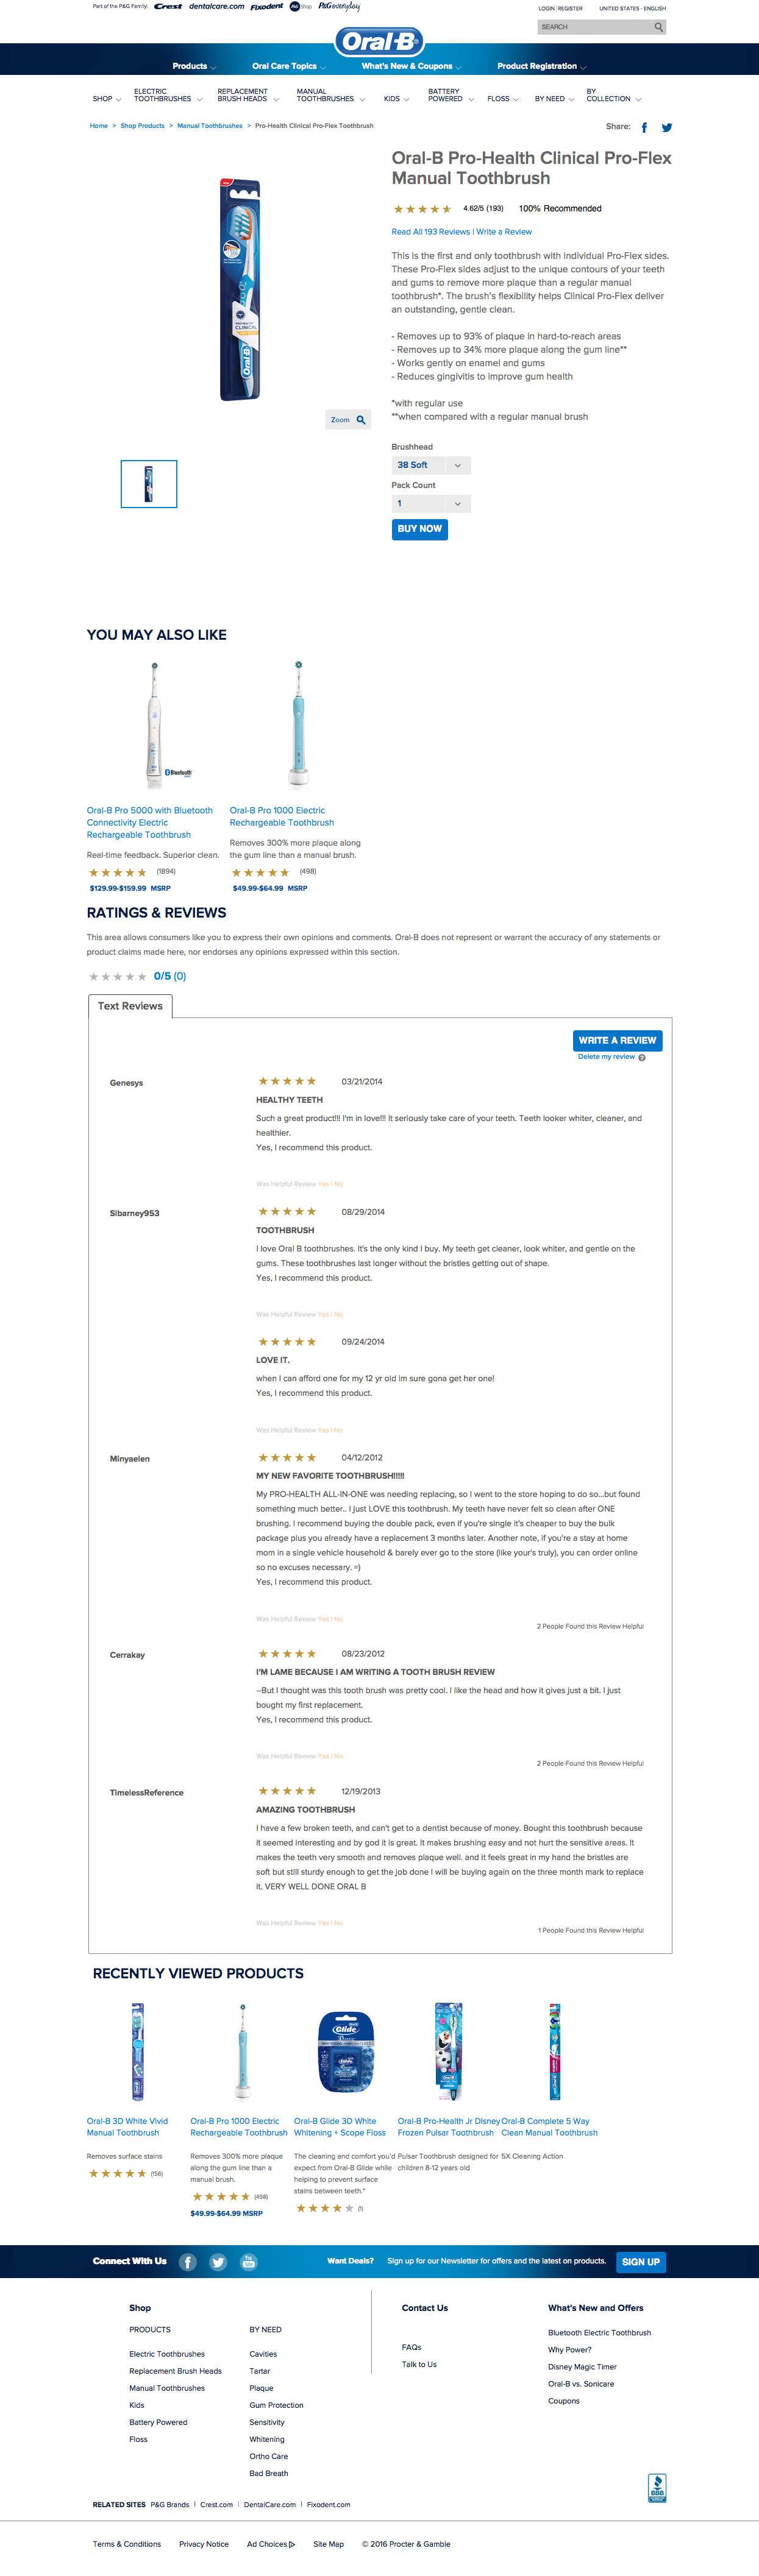 Part of the P&G Family: Crest dentalcare.com Fixodent P&G Shop P&G everyday
LOGIN | REGISTER UNITED STATES - ENGLISH
SEARCH
Oral-B
Products Oral Care Topics What's New & Coupons Product Registration
SHOP ELECTRIC TOOTHBRUSHES REPLACEMENT BRUSH HEADS MANUAL TOOTHBRUSHES KIDS BATTERY POWERED FLOSS BY NEED BY COLLECTION
Home > Shop Products > Manual Toothbrushes > Pro-Health Clinical Pro-Flex Toothbrush
Share:
Oral-B Pro-Health Clinical Pro-Flex
Manual Toothbrush
4.62/5 (193) 100% Recommended
Read All 193 Reviews | Write a Review
This is the first and only toothbrush with individual Pro-Flex sides.
These Pro-Flex sides adjust to the unique contours of your teeth
and gums to remove more plaque than a regular manual
toothbrush*. The brush's flexibility helps Clinical Pro-Flex deliver
an outstanding, gentle clean.
- Removes up to 93% of plaque in hard-to-reach areas
- Removes up to 34% more plaque along the gum line**
- Works gently on enamel and gums
- Reduces gingivitis to improve gum health
*with regular use
**when compared with a regular manual brush
CLINICAL
Oral-B
Zoom
Brushhead
38 Soft
Pack Count
1
BUY NOW
YOU MAY ALSO LIKE
Bluetooth
Oral-B Pro 5000 with Bluetooth
Connectivity Electric
Rechargeable Toothbrush
Real-time feedback. Superior clean.
(1894)
$129.99-$159.99 MSRP
Oral-B Pro 1000 Electric
Rechargeable Toothbrush
Removes 300% more plaque along
the gum line than a manual brush.
(498)
$49.99-$64.99 MSRP
RATINGS & REVIEWS
This area allows consumers like you to express their own opinions and comments. Oral-B does not represent or warrant the accuracy of any statements or
product claims made here, nor endorses any opinions expressed within this section.
0/5 (0)
Text Reviews
WRITE A REVIEW
Delete my review ?
Genesys 03/21/2014
HEALTHY TEETH
Such a great product!!! I'm in love!!! It seriously take care of your teeth. Teeth looker whiter, cleaner, and
healthier.
Yes, I recommend this product.
Was Helpful Review Yes | No
Slbarney953 08/29/2014
TOOTHBRUSH
I love Oral B toothbrushes. It's the only kind I buy. My teeth get cleaner, look whiter, and gentle on the
gums. These toothbrushes last longer without the bristles getting out of shape.
Yes, I recommend this product.
Was Helpful Review Yes | No
09/24/2014
LOVE IT.
when I can afford one for my 12 yr old im sure gona get her one!
Yes, I recommend this product.
Was Helpful Review Yes | No
Minyaelen 04/12/2012
MY NEW FAVORITE TOOTHBRUSH!!!!!
My PRO-HEALTH ALL-IN-ONE was needing replacing, so I went to the store hoping to do so...but found
something much better.. I just LOVE this toothbrush. My teeth have never felt so clean after ONE
brushing. I recommend buying the double pack, even if you're single it's cheaper to buy the bulk
package plus you already have a replacement 3 months later. Another note, if you're a stay at home
mom in a single vehicle household & barely ever go to the store (like your's truly), you can order online
so no excuses necessary. =)
Yes, I recommend this product.
Was Helpful Review Yes | No
2 People Found this Review Helpful
Cerrakay 08/23/2012
I'M LAME BECAUSE I AM WRITING A TOOTH BRUSH REVIEW
--But I thought was this tooth brush was pretty cool. I like the head and how it gives just a bit. I just
bought my first replacement.
Yes, I recommend this product.
Was Helpful Review Yes | No
2 People Found this Review Helpful
TimelessReference 12/19/2013
AMAZING TOOTHBRUSH
I have a few broken teeth, and can't get to a dentist because of money. Bought this toothbrush because
it seemed interesting and by god it is great. It makes brushing easy and not hurt the sensitive areas. It
makes the teeth very smooth and removes plaque well. and it feels great in my hand the bristles are
soft but still sturdy enough to get the job done I will be buying again on the three month mark to replace
it. VERY WELL DONE ORAL B
Was Helpful Review Yes | No
1 People Found this Review Helpful
RECENTLY VIEWED PRODUCTS
Glide
Oral-B 3D White Vivid
Manual Toothbrush
Removes surface stains
(156)
Oral-B Pro 1000 Electric
Rechargeable Toothbrush
Removes 300% more plaque
along the gum line than a
manual brush.
(498)
$49.99-$64.99 MSRP
Oral-B Glide 3D White
Whitening + Scope Floss
The cleaning and comfort you'd
expect from Oral-B Glide while
helping to prevent surface
stains between teeth.*
(1)
Oral-B Pro-Health Jr Disney
Frozen Pulsar Toothbrush
Pulsar Toothbrush designed for
children 8-12 years old
Oral-B Complete 5 Way
Clean Manual Toothbrush
5X Cleaning Action
Connect With Us
You Tube
Want Deals? Sign up for our Newsletter for offers and the latest on products. SIGN UP
Shop
PRODUCTS
Electric Toothbrushes
Replacement Brush Heads
Manual Toothbrushes
Kids
Battery Powered
Floss
BY NEED
Cavities
Tartar
Plaque
Gum Protection
Sensitivity
Whitening
Ortho Care
Bad Breath
Contact Us
FAQs
Talk to Us
What's New and Offers
Bluetooth Electric Toothbrush
Why Power?
Disney Magic Timer
Oral-B vs. Sonicare
Coupons
BBB
RELATED SITES P&G Brands | Crest.com | DentalCare.com | Fixodent.com
Terms & Conditions Privacy Notice Ad Choices Site Map © 2016 Procter & Gamble